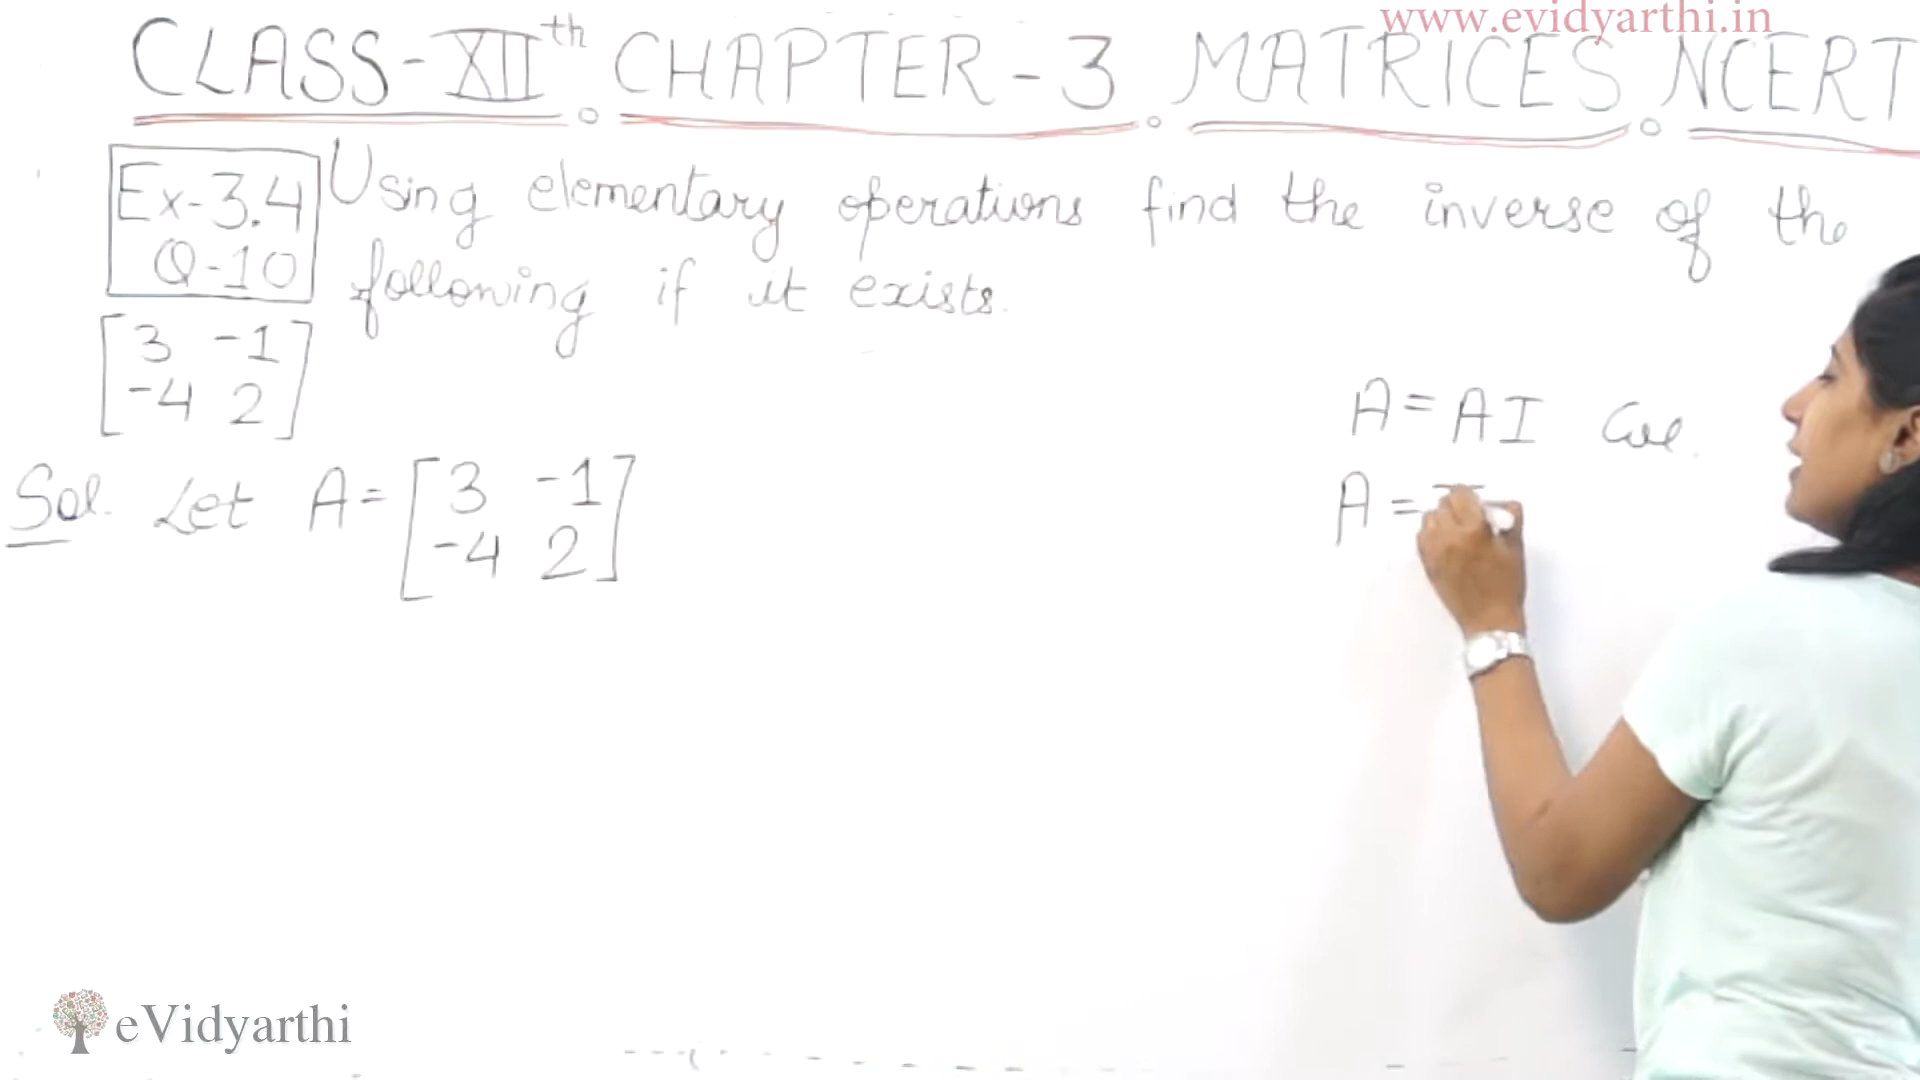 www.evidyarthi.in
CLASS-XIIth CHAPTER-3 MATRICES NCERT
Ex-3.4 Using elementary operations find the inverse of the
Q-10 following if it exists.
[3 -1
-4 2]
A = AI
Sol. Let A = [3 -1
-4 2]
A =
eVidyarthi